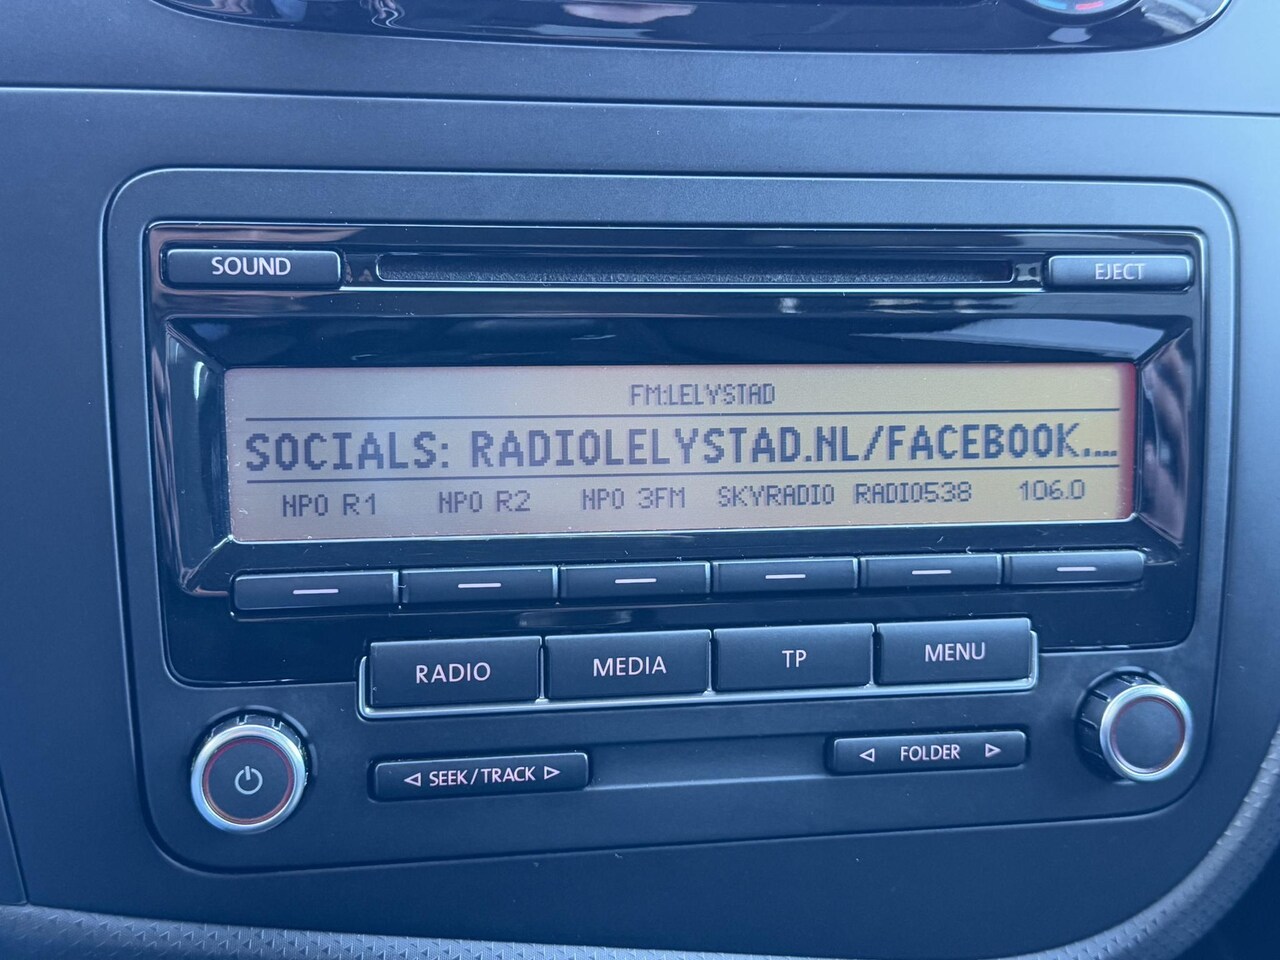 SOUND EJECT
FM:LELYSTAD
SOCIALS: RADIOLELYSTAD.NL/FACEBOOK....
NPO R1 NPO R2 NPO 3FM SKYRADIO RADIO538 106.0
RADIO MEDIA TP MENU
SEEK/TRACK FOLDER